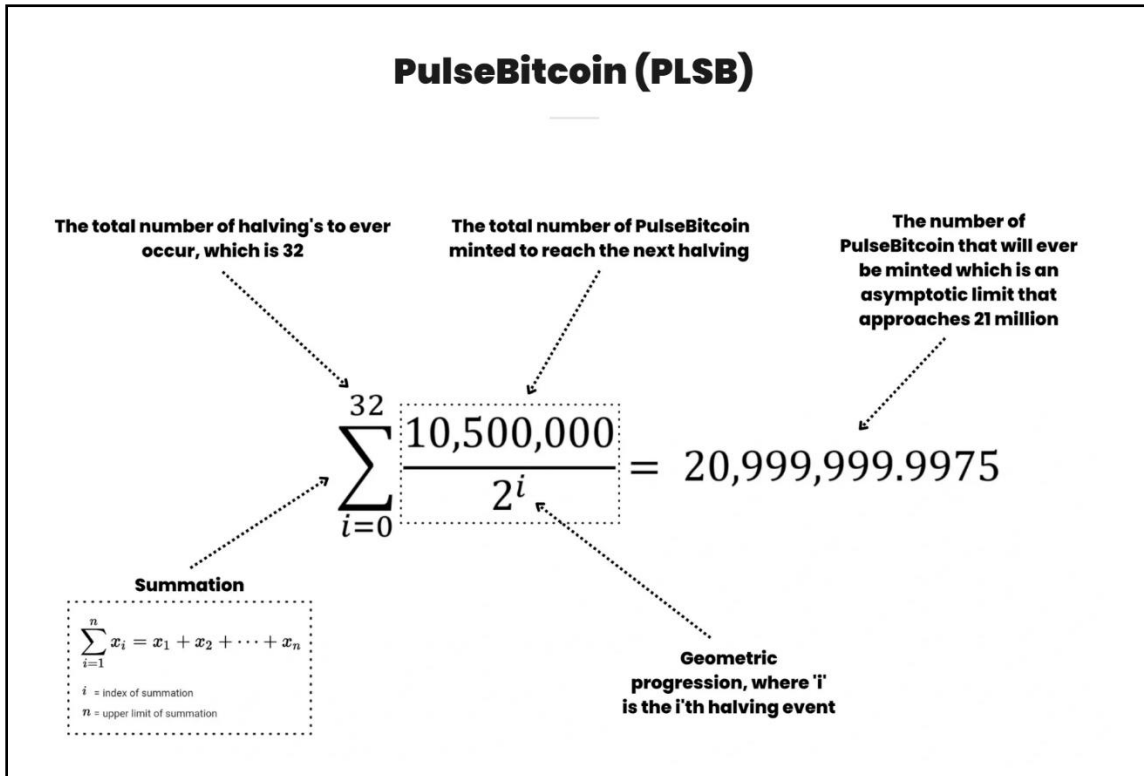 PulseBitcoin (PLSB)
The total number of halving's to ever
occur, which is 32
The total number of PulseBitcoin
minted to reach the next halving
The number of
PulseBitcoin that will ever
be minted which is an
asymptotic limit that
approaches 21 million
32
∑
i=0
10,500,000
2^i
= 20,999,999.9975
Summation
n
∑ x_i = x_1 + x_2 + ⋯ + x_n
i=1
i = index of summation
n = upper limit of summation
Geometric
progression, where 'i'
is the i'th halving event